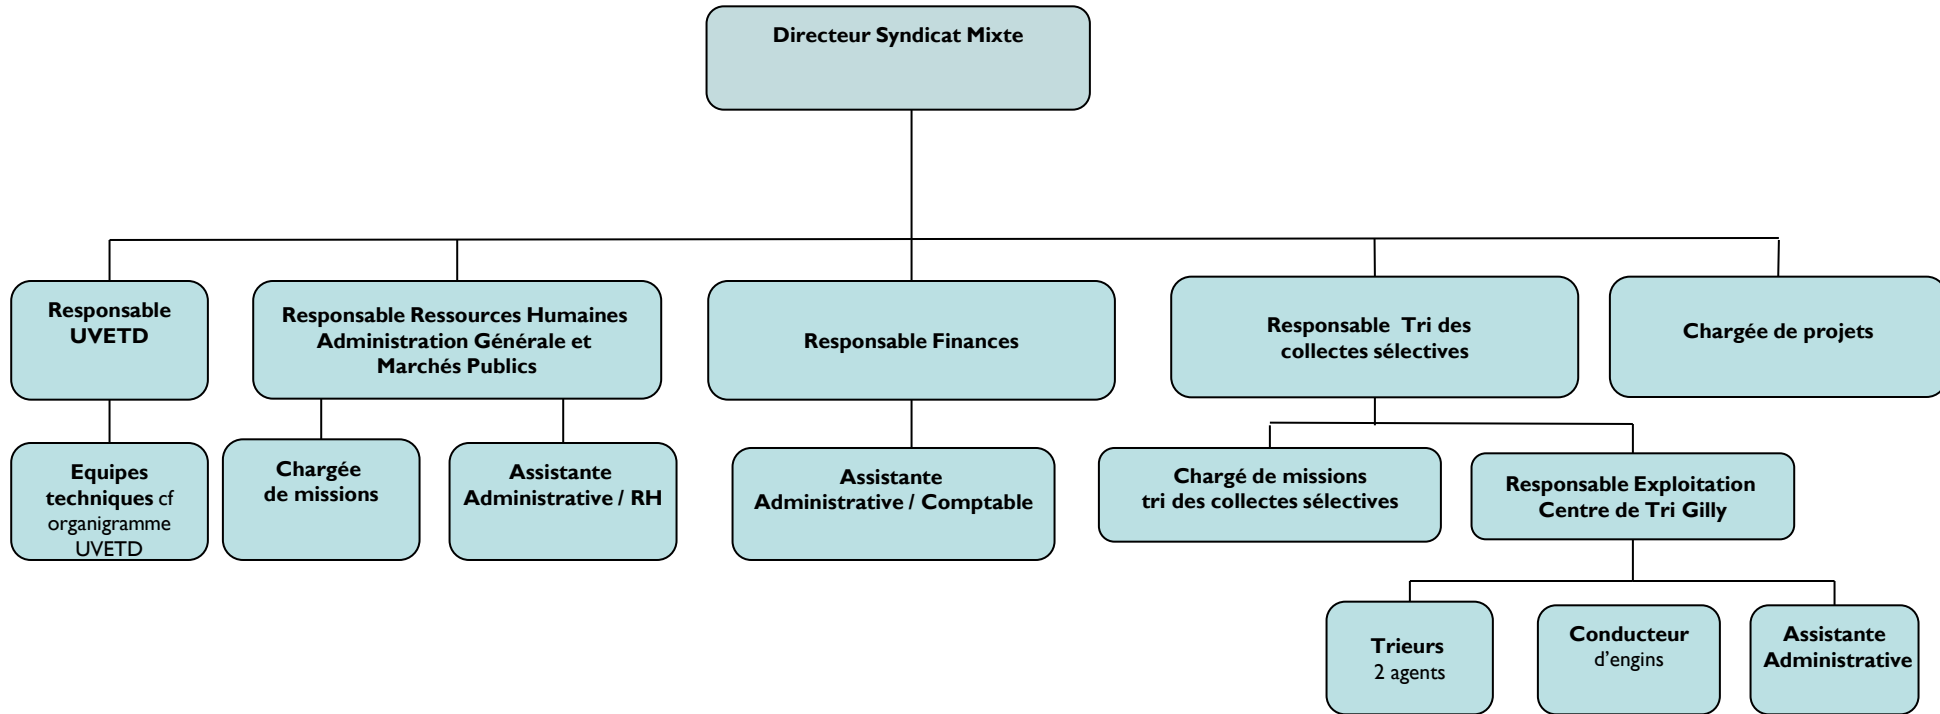 Directeur Syndicat Mixte
Responsable
UVETD
Responsable Ressources Humaines
Administration Générale et
Marchés Publics
Responsable Finances
Responsable Tri des
collectes sélectives
Chargée de projets
Equipes
techniques cf
organigramme
UVETD
Chargée
de missions
Assistante
Administrative / RH
Assistante
Administrative / Comptable
Chargé de missions
tri des collectes sélectives
Responsable Exploitation
Centre de Tri Gilly
Trieurs
2 agents
Conducteur
d’engins
Assistante
Administrative